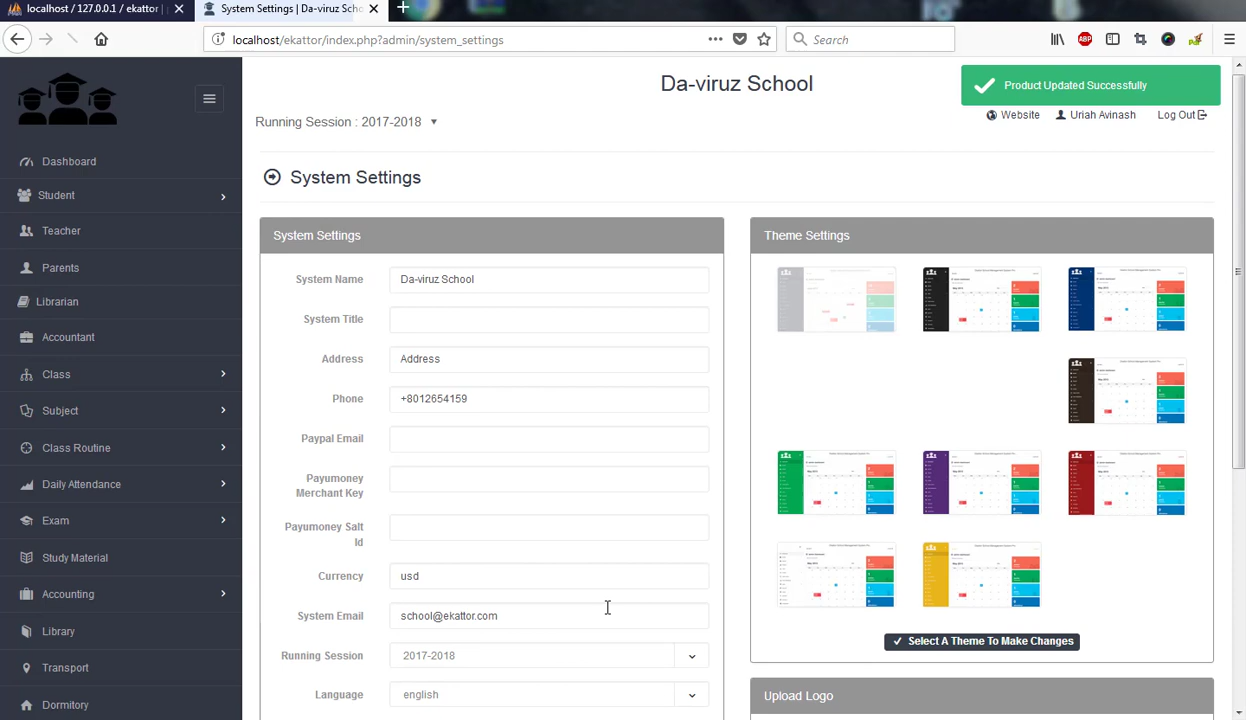 localhost / 127.0.0.1 / ekattor |
System Settings | Da-viruz Scho
localhost/ekattor/index.php?admin/system_settings
Search
ABP
Da-viruz School
Product Updated Successfully
Running Session : 2017-2018
Website
Uriah Avinash
Log Out
System Settings
Dashboard
Student
Teacher
Parents
Librarian
Accountant
Class
Subject
Class Routine
Daily Attendance
Exam
Study Material
Accounting
Library
Transport
Dormitory
System Settings
System Name
Da-viruz School
System Title
Address
Address
Phone
+8012654159
Paypal Email
Payumoney
Merchant Key
Payumoney Salt
Id
Currency
usd
System Email
school@ekattor.com
Running Session
2017-2018
Language
english
Theme Settings
Select A Theme To Make Changes
Upload Logo